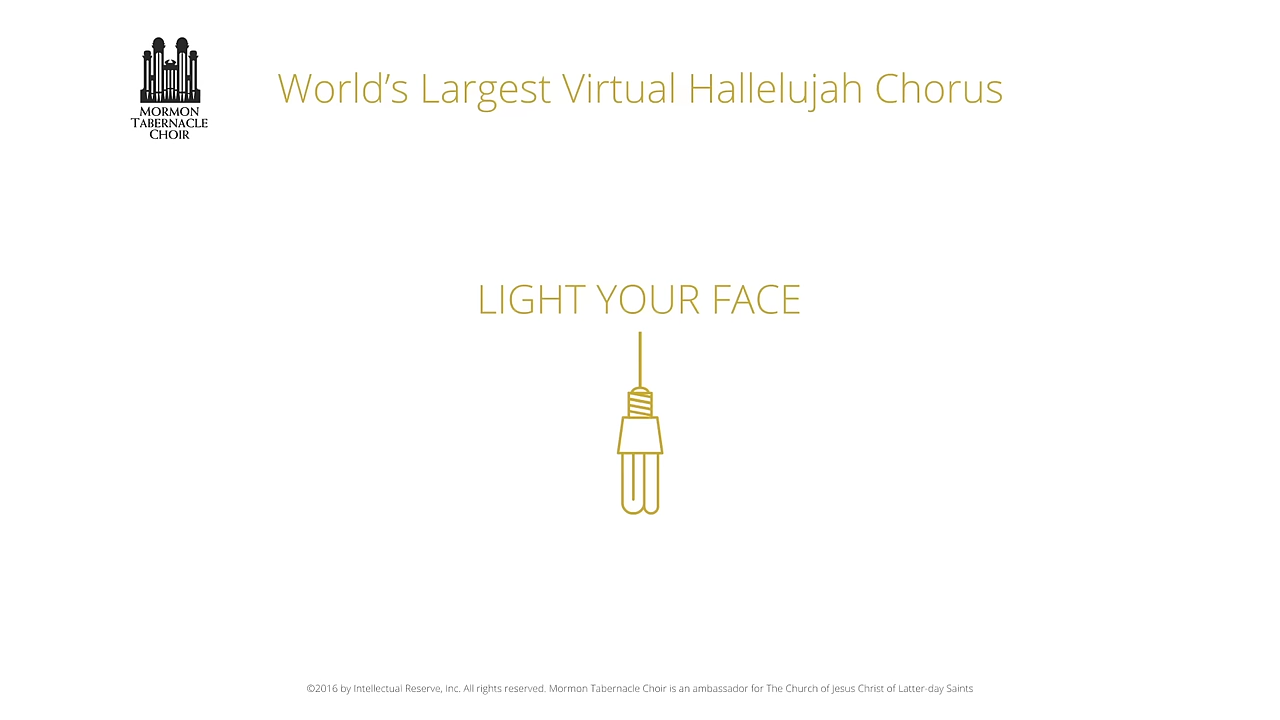 World's Largest Virtual Hallelujah Chorus
MORMON
TABERNACLE
CHOIR
LIGHT YOUR FACE
©2016 by Intellectual Reserve, Inc. All rights reserved. Mormon Tabernacle Choir is an ambassador for The Church of Jesus Christ of Latter-day Saints